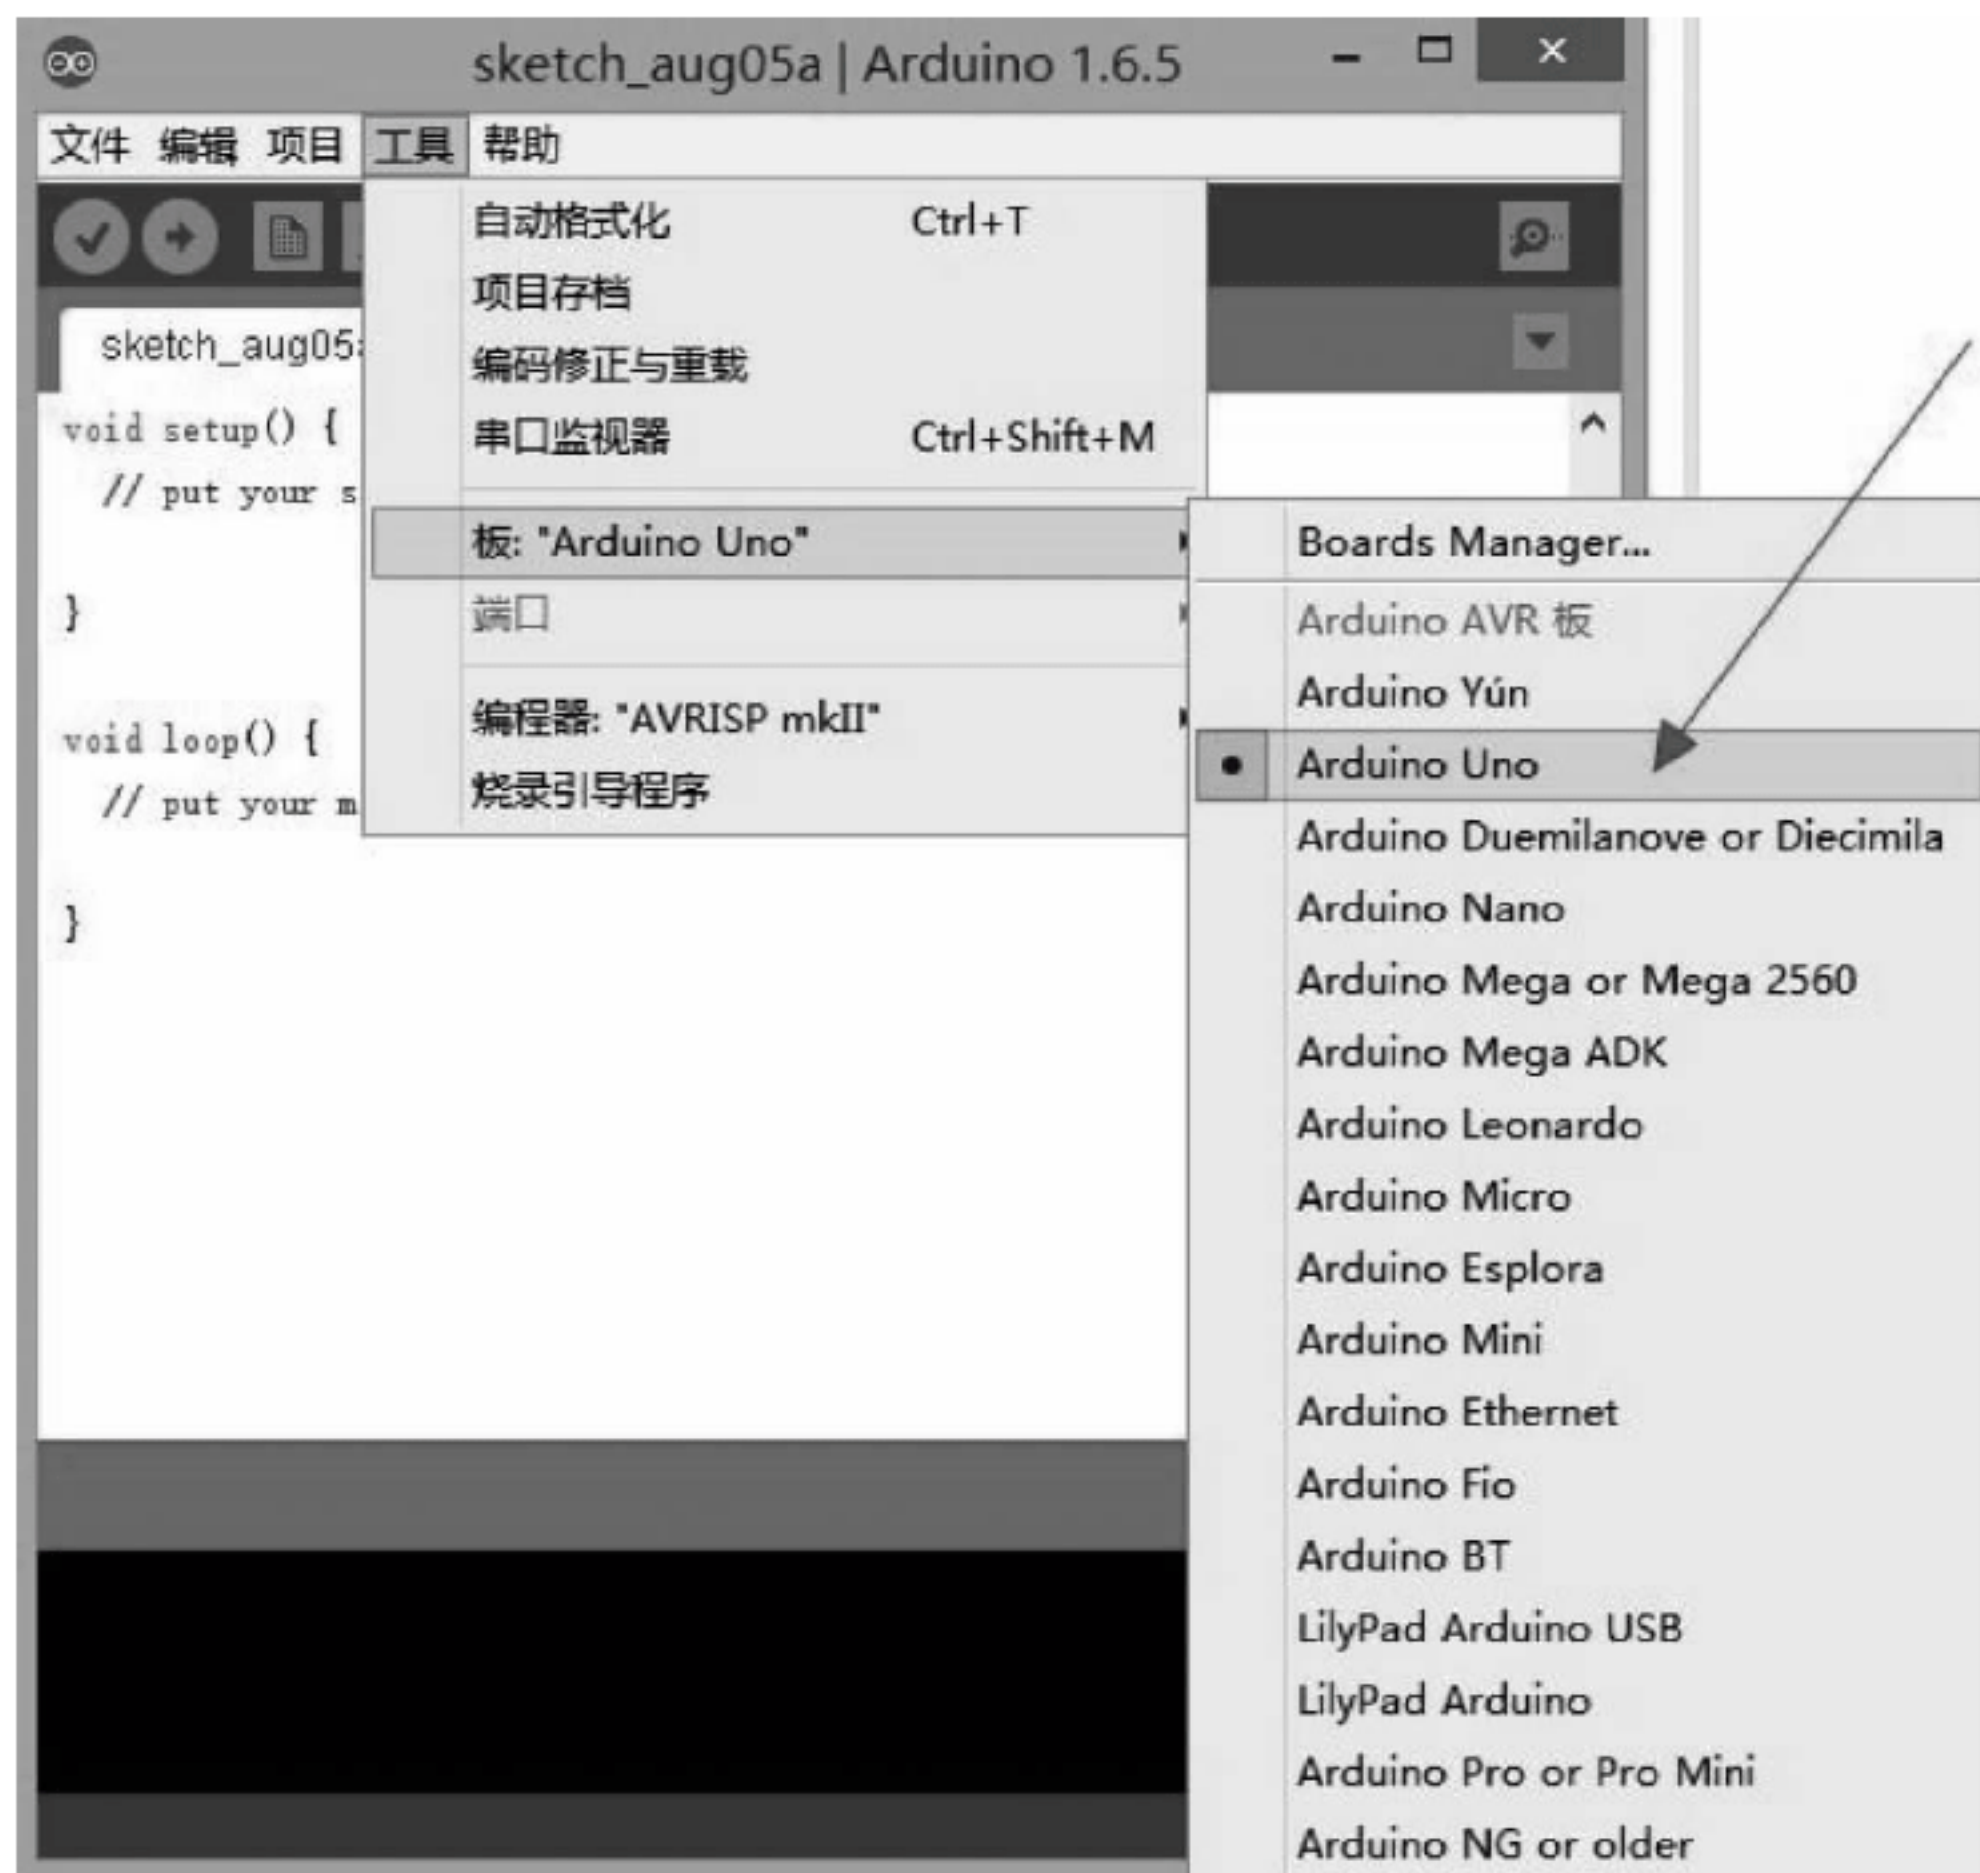 sketch_aug05a | Arduino 1.6.5
文件 编辑 项目 工具 帮助
自动格式化 Ctrl+T
项目存档
编码修正与重载
串口监视器 Ctrl+Shift+M
板: "Arduino Uno"
端口
编程器: "AVRISP mkII"
烧录引导程序
sketch_aug05a
void setup() {
// put your s
}
void loop() {
// put your m
}
Boards Manager...
Arduino AVR 板
Arduino Yún
Arduino Uno
Arduino Duemilanove or Diecimila
Arduino Nano
Arduino Mega or Mega 2560
Arduino Mega ADK
Arduino Leonardo
Arduino Micro
Arduino Esplora
Arduino Mini
Arduino Ethernet
Arduino Fio
Arduino BT
LilyPad Arduino USB
LilyPad Arduino
Arduino Pro or Pro Mini
Arduino NG or older